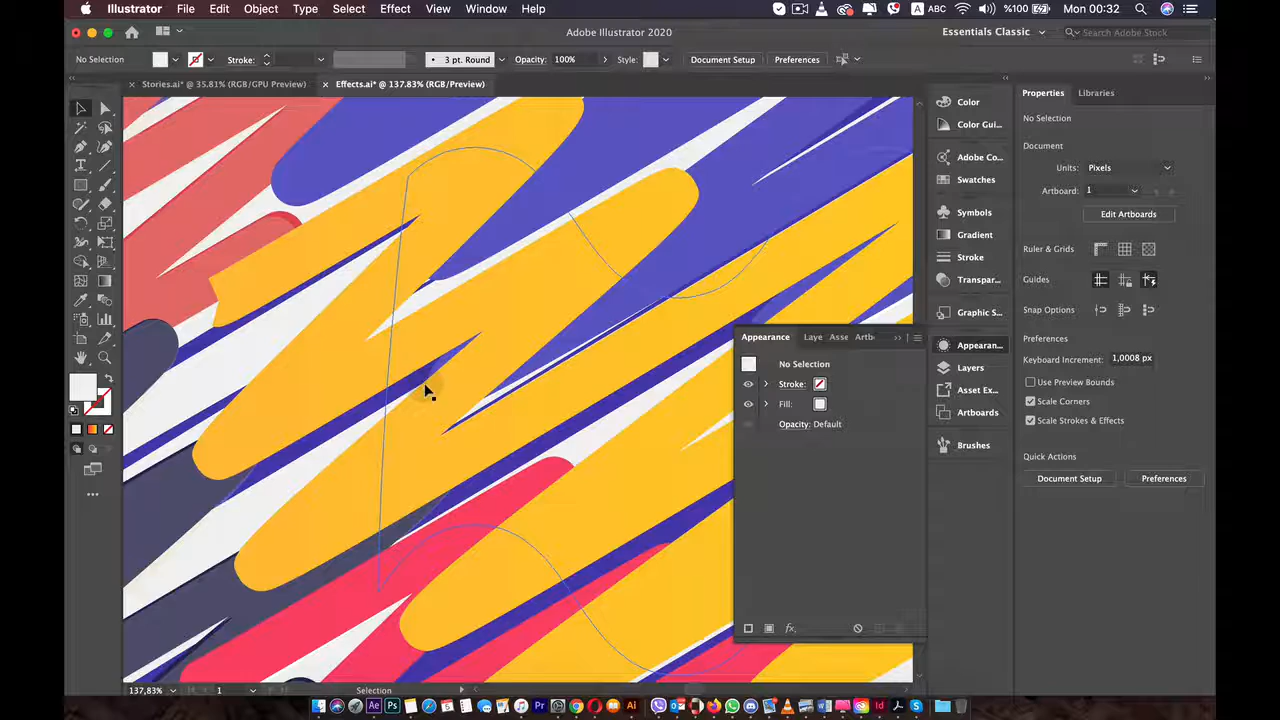 Illustrator File Edit Object Type Select Effect View Window Help
ABC %100 Mon 00:32
Adobe Illustrator 2020
Essentials Classic
Search Adobe Stock
No Selection Stroke: 3 pt. Round Opacity: 100% Style: Document Setup Preferences
Stories.ai* @ 35.81% (RGB/GPU Preview) Effects.ai* @ 137.83% (RGB/Preview)
Color
Color Gui...
Adobe Co...
Swatches
Symbols
Gradient
Stroke
Transpar...
Graphic S...
Appearan...
Layers
Asset Ex...
Artboards
Brushes
Properties Libraries
No Selection
Document
Units: Pixels
Artboard: 1
Edit Artboards
Ruler & Grids
Guides
Snap Options
Preferences
Keyboard Increment: 1,0008 px
Use Preview Bounds
Scale Corners
Scale Strokes & Effects
Quick Actions
Document Setup Preferences
Appearance Laye Asse Artb
No Selection
Stroke:
Fill:
Opacity: Default
fx
137,83% 1 Selection